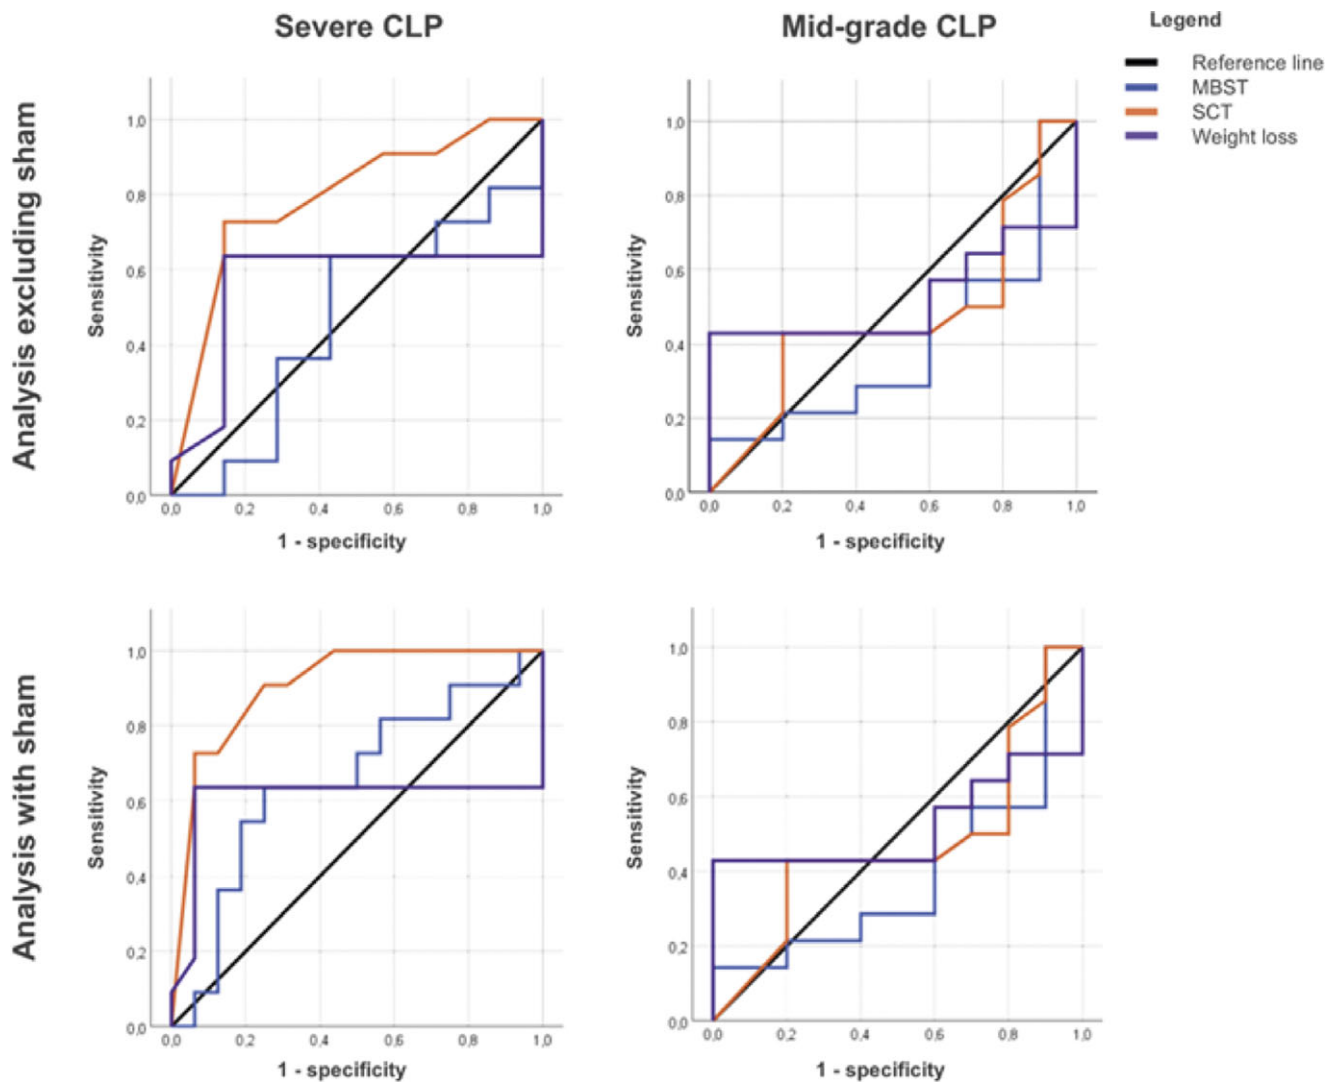 Severe CLP
Mid-grade CLP
Legend
Reference line
MBST
SCT
Weight loss
Analysis excluding sham
Sensitivity
1,0
0,8
0,6
0,4
0,2
0,0
0,0 0,2 0,4 0,6 0,8 1,0
1 - specificity
Sensitivity
1,0
0,8
0,6
0,4
0,2
0,0
0,0 0,2 0,4 0,6 0,8 1,0
1 - specificity
Analysis with sham
Sensitivity
1,0
0,8
0,6
0,4
0,2
0,0
0,0 0,2 0,4 0,6 0,8 1,0
1 - specificity
Sensitivity
1,0
0,8
0,6
0,4
0,2
0,0
0,0 0,2 0,4 0,6 0,8 1,0
1 - specificity